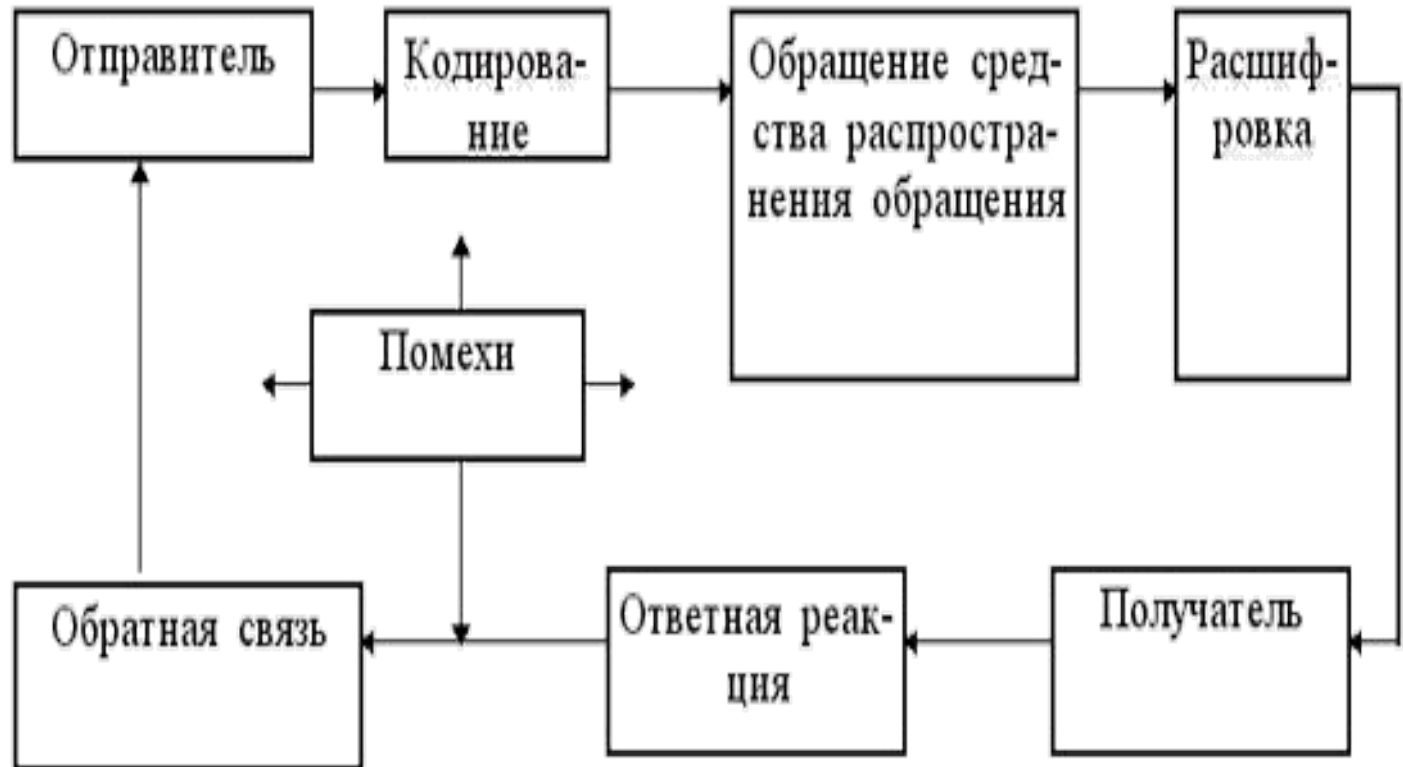 Отправитель
Кодирова-
ние
Обращение сред-
ства распростра-
нения обращения
Расшиф-
ровка
Помехи
Обратная связь
Ответная реак-
ция
Получатель